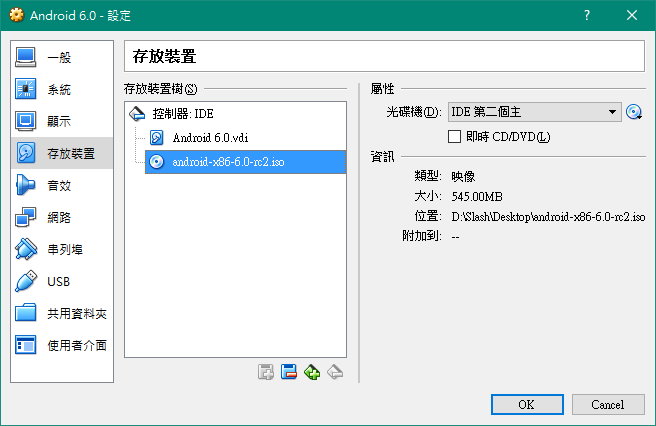 Android 6.0 - 設定
?
一般
系統
顯示
存放裝置
音效
網路
串列埠
USB
共用資料夾
使用者介面
存放裝置
存放裝置樹(S)
控制器: IDE
Android 6.0.vdi
android-x86-6.0-rc2.iso
屬性
光碟機(D): IDE 第二個主
即時 CD/DVD(L)
資訊
類型: 映像
大小: 545.00MB
位置: D:\Slash\Desktop\android-x86-6.0-rc2.iso
附加到: --
OK
Cancel